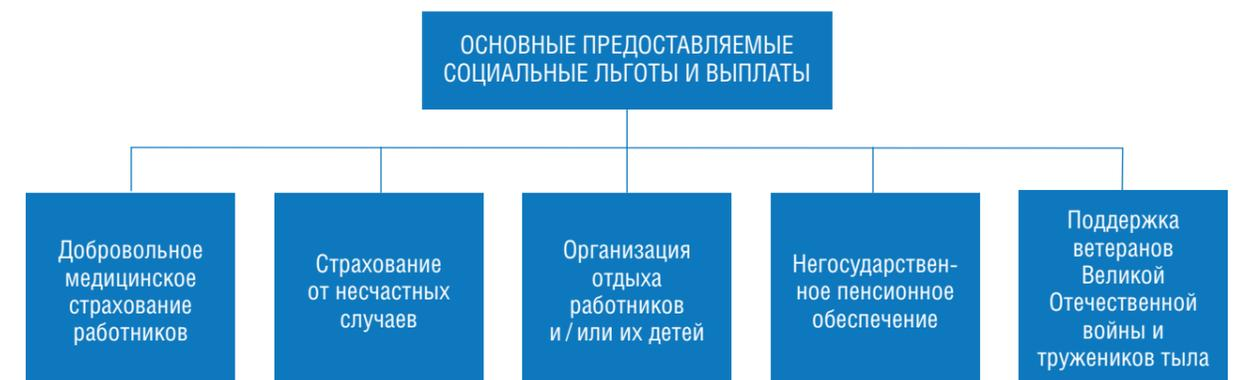 ОСНОВНЫЕ ПРЕДОСТАВЛЯЕМЫЕ
СОЦИАЛЬНЫЕ ЛЬГОТЫ И ВЫПЛАТЫ
Добровольное
медицинское
страхование
работников
Страхование
от несчастных
случаев
Организация
отдыха
работников
и / или их детей
Негосударствен-
ное пенсионное
обеспечение
Поддержка
ветеранов
Великой
Отечественной
войны и
тружеников тыла